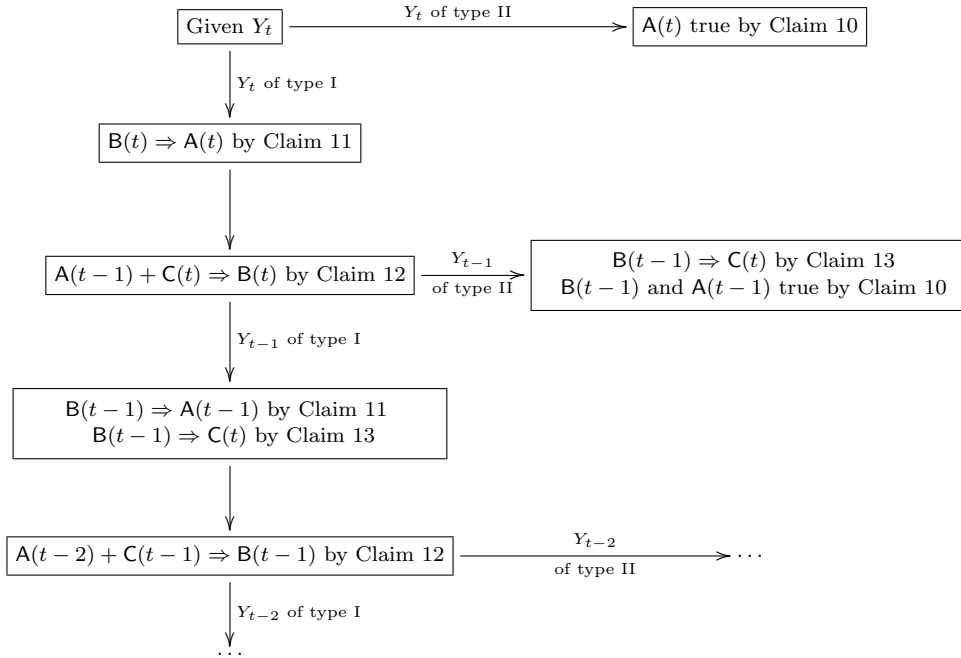 Given Y_t
Y_t of type II
A(t) true by Claim 10
Y_t of type I
B(t) ⇒ A(t) by Claim 11
A(t − 1) + C(t) ⇒ B(t) by Claim 12
Y_{t−1}
of type II
B(t − 1) ⇒ C(t) by Claim 13
B(t − 1) and A(t − 1) true by Claim 10
Y_{t−1} of type I
B(t − 1) ⇒ A(t − 1) by Claim 11
B(t − 1) ⇒ C(t) by Claim 13
A(t − 2) + C(t − 1) ⇒ B(t − 1) by Claim 12
Y_{t−2}
of type II
· · ·
Y_{t−2} of type I
· · ·